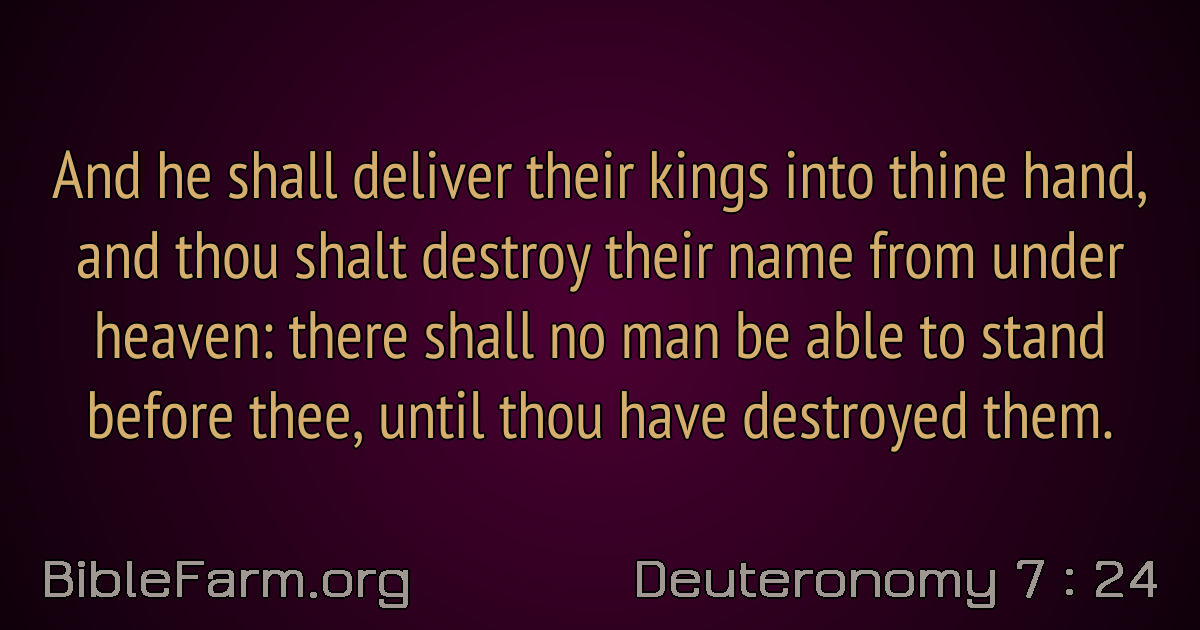 And he shall deliver their kings into thine hand,
and thou shalt destroy their name from under
heaven: there shall no man be able to stand
before thee, until thou have destroyed them.
BibleFarm.org
Deuteronomy 7 : 24